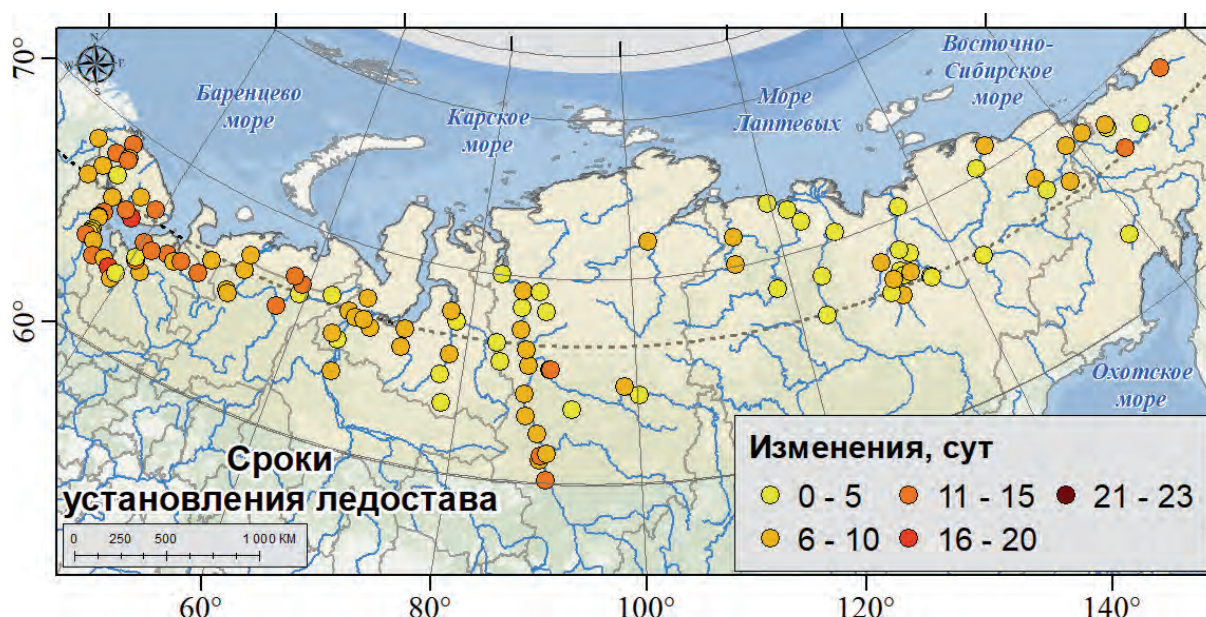 70°
60°
N
W
E
S
Баренцево
море
Карское
море
Море
Лаптевых
Восточно-
Сибирское
море
Охотское
море
Сроки
установления ледостава
0 250 500 1 000 КМ
Изменения, сут
0 - 5
11 - 15
21 - 23
6 - 10
16 - 20
60° 80° 100° 120° 140°